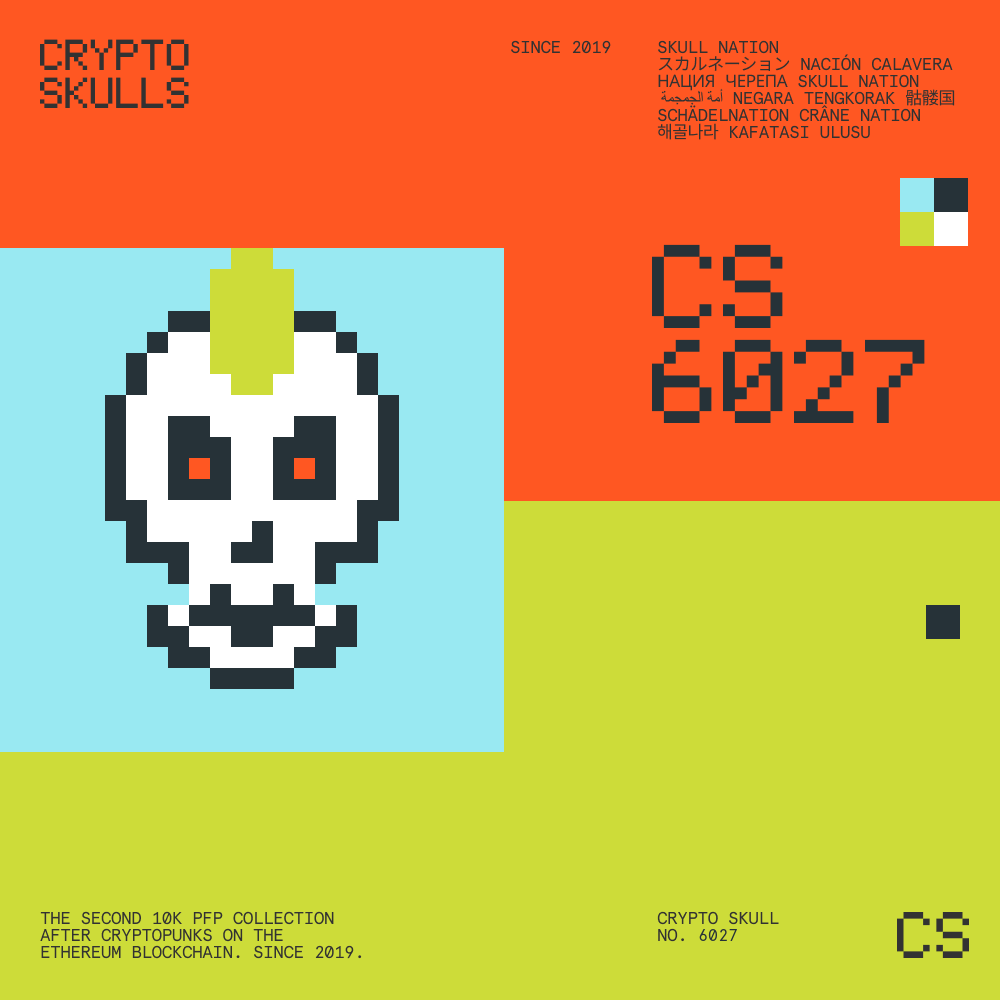 CRYPTO
SKULLS
SINCE 2019
SKULL NATION
スカルネーション NACIÓN CALAVERA
НАЦИЯ ЧЕРЕПА SKULL NATION
أمة الجمجمة NEGARA TENGKORAK 骷髏国
SCHÄDELNATION CRÂNE NATION
해골나라 KAFATASI ULUSU
CS
6027
THE SECOND 10K PFP COLLECTION
AFTER CRYPTOPUNKS ON THE
ETHEREUM BLOCKCHAIN. SINCE 2019.
CRYPTO SKULL
NO. 6027
CS